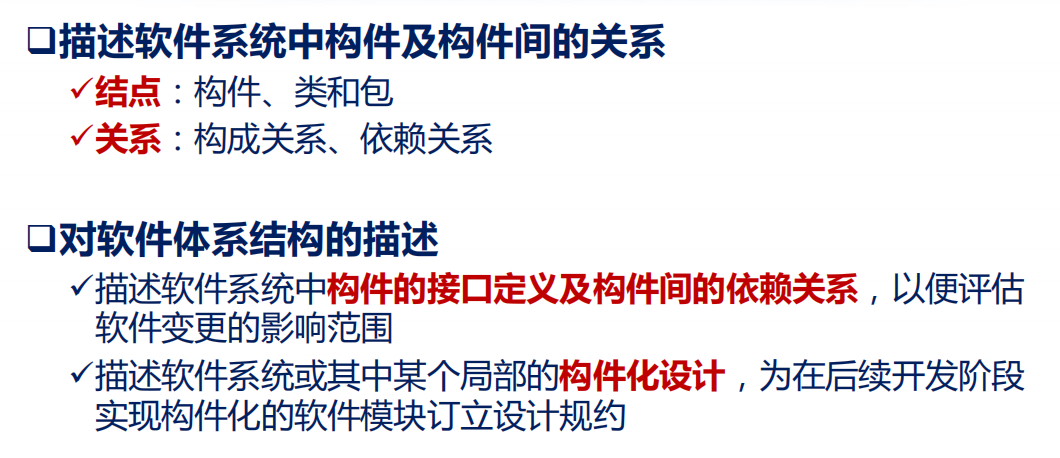 ❑描述软件系统中构件及构件间的关系
✓结点：构件、类和包
✓关系：构成关系、依赖关系
❑对软件体系结构的描述
✓描述软件系统中构件的接口定义及构件间的依赖关系，以便评估
软件变更的影响范围
✓描述软件系统或其中某个局部的构件化设计，为在后续开发阶段
实现构件化的软件模块订立设计规约